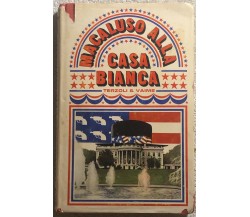 MACALUSO ALLA
CASA
BIANCA
TERZOLI & VAIME